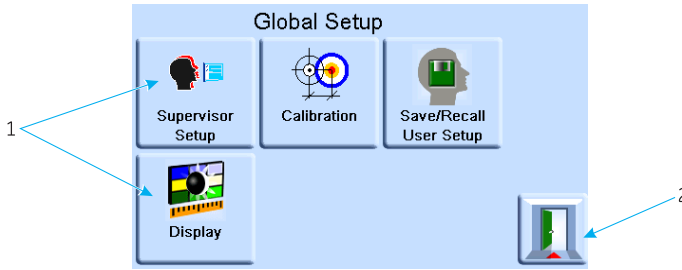 Global Setup
Supervisor
Setup
Calibration
Save/Recall
User Setup
1
Display
2